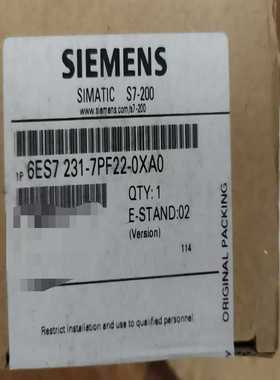 SIEMENS
SIMATIC S7-200
www.siemens.com/s7-200
1P 6ES7 231-7PF22-0XA0
QTY: 1
E-STAND:02
(Version)
114
Restrict installation and use to qualified personnel.
ORIGINAL PACKING